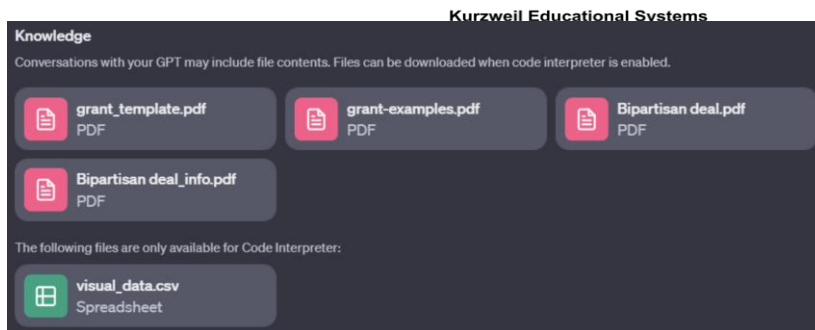 Kurzweil Educational Systems
Knowledge
Conversations with your GPT may include file contents. Files can be downloaded when code interpreter is enabled.
grant_template.pdf
PDF
grant-examples.pdf
PDF
Bipartisan deal.pdf
PDF
Bipartisan deal_info.pdf
PDF
The following files are only available for Code Interpreter:
visual_data.csv
Spreadsheet